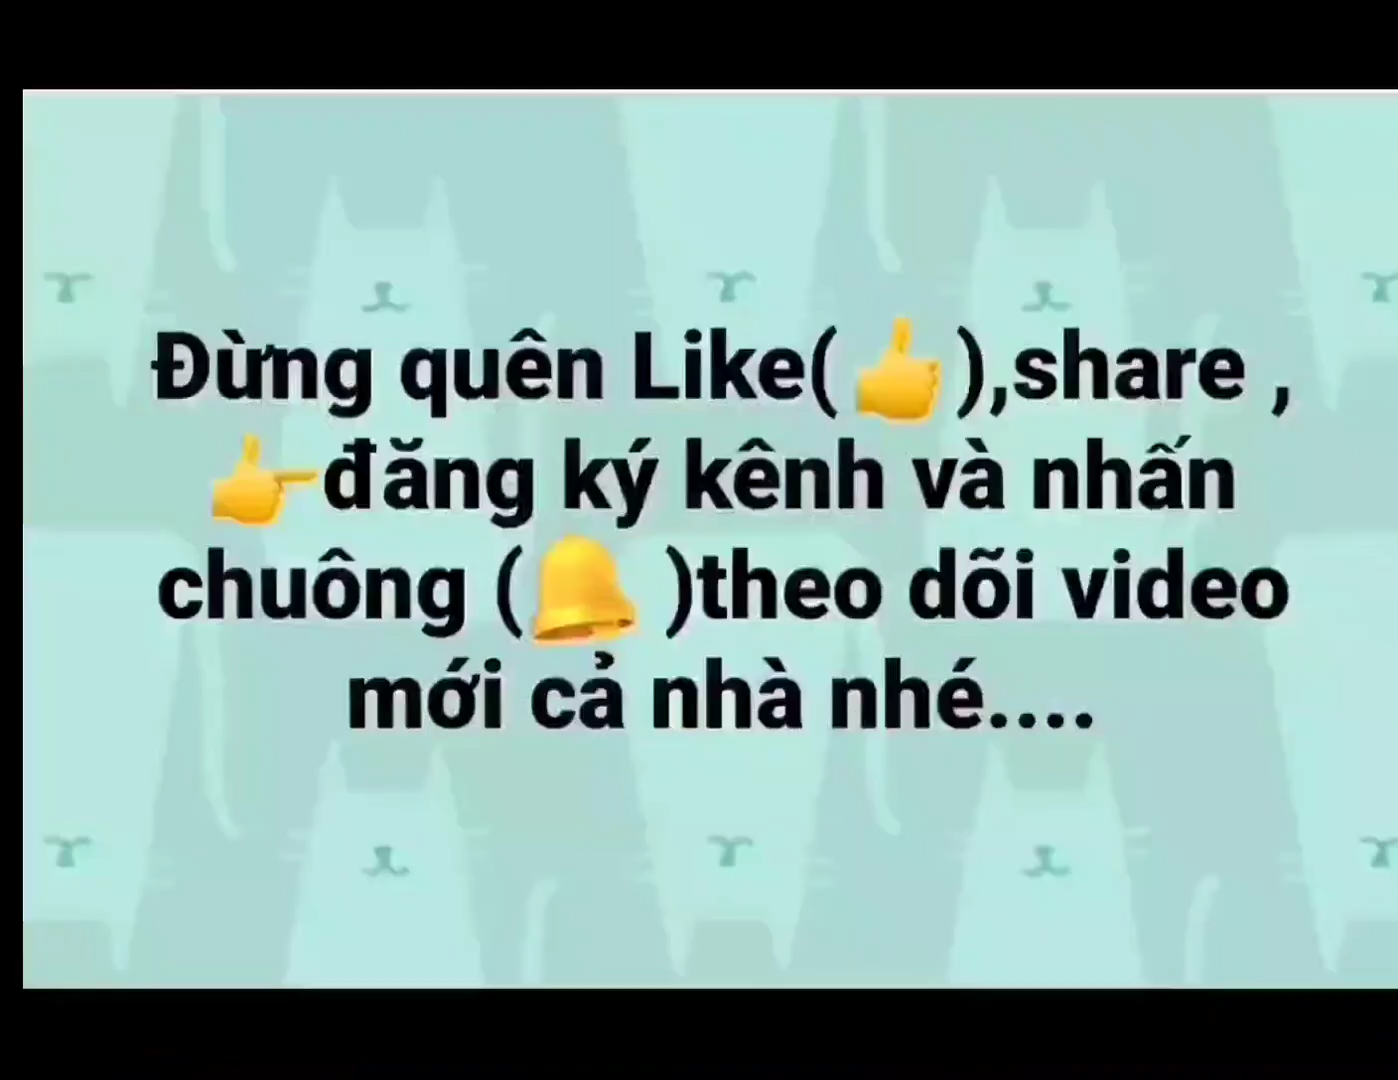 Đừng quên Like(👍),share ,
👉đăng ký kênh và nhấn
chuông (🔔 )theo dõi video
mới cả nhà nhé....